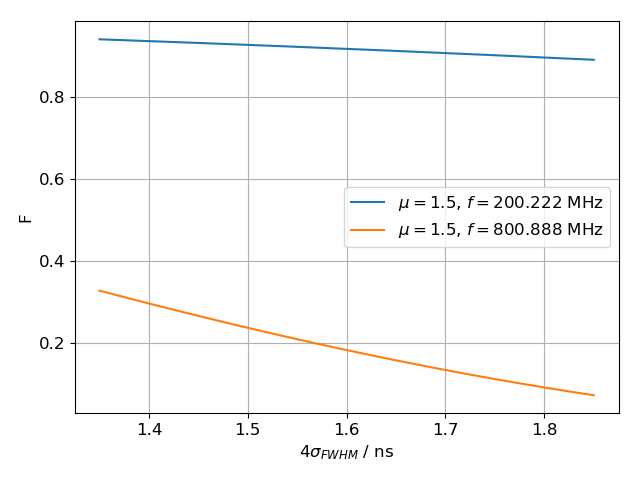 F
0.8
0.6
0.4
0.2
μ = 1.5, f = 200.222 MHz
μ = 1.5, f = 800.888 MHz
1.4 1.5 1.6 1.7 1.8
4σ_FWHM / ns